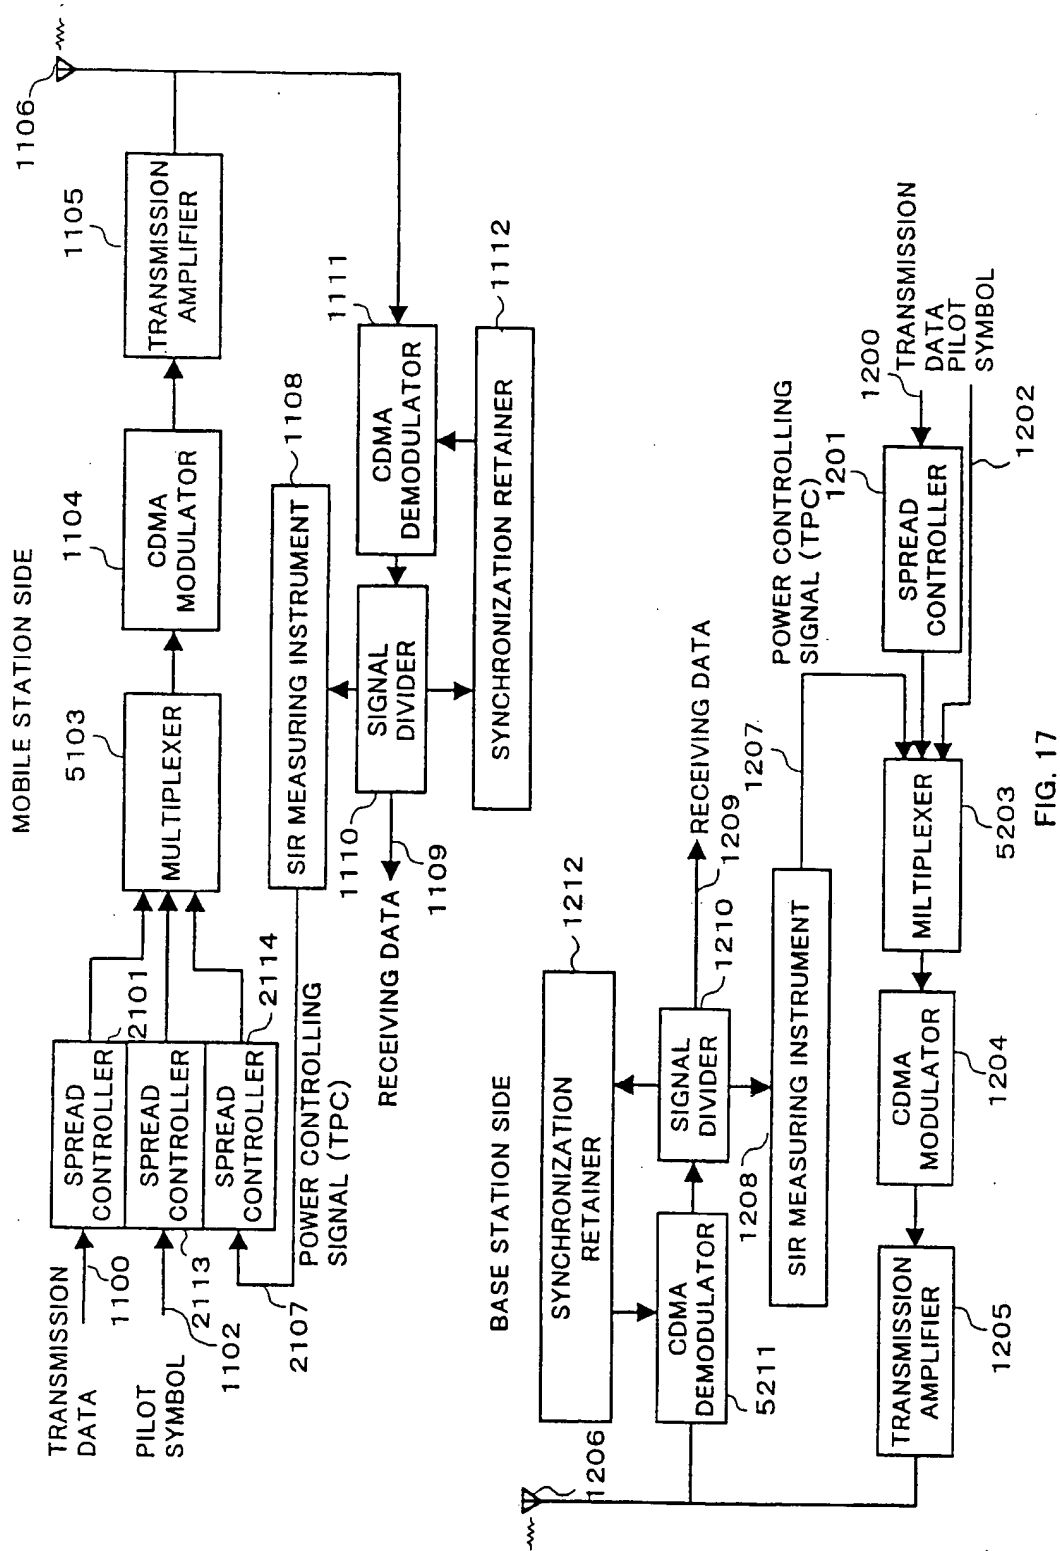 MOBILE STATION SIDE
TRANSMISSION
DATA
1100
PILOT
SYMBOL
1102
2107
SPREAD
CONTROLLER
2101
SPREAD
CONTROLLER
2113
SPREAD
CONTROLLER
2114
POWER CONTROLLING
SIGNAL (TPC)
MULTIPLEXER
5103
CDMA
MODULATOR
1104
TRANSMISSION
AMPLIFIER
1105
1106
SIR MEASURING INSTRUMENT
1108
RECEIVING DATA
1109
SIGNAL
DIVIDER
1110
CDMA
DEMODULATOR
1111
SYNCHRONIZATION RETAINER
1112
BASE STATION SIDE
1206
SYNCHRONIZATION
RETAINER
1212
CDMA
DEMODULATOR
5211
SIGNAL
DIVIDER
1210
RECEIVING DATA
1209
SIR MEASURING INSTRUMENT
1208
1207
POWER CONTROLLING
SIGNAL (TPC)
TRANSMISSION
AMPLIFIER
1205
CDMA
MODULATOR
1204
MILTIPLEXER
5203
SPREAD
CONTROLLER
1201
1200
TRANSMISSION
DATA
PILOT
SYMBOL
1202
FIG. 17